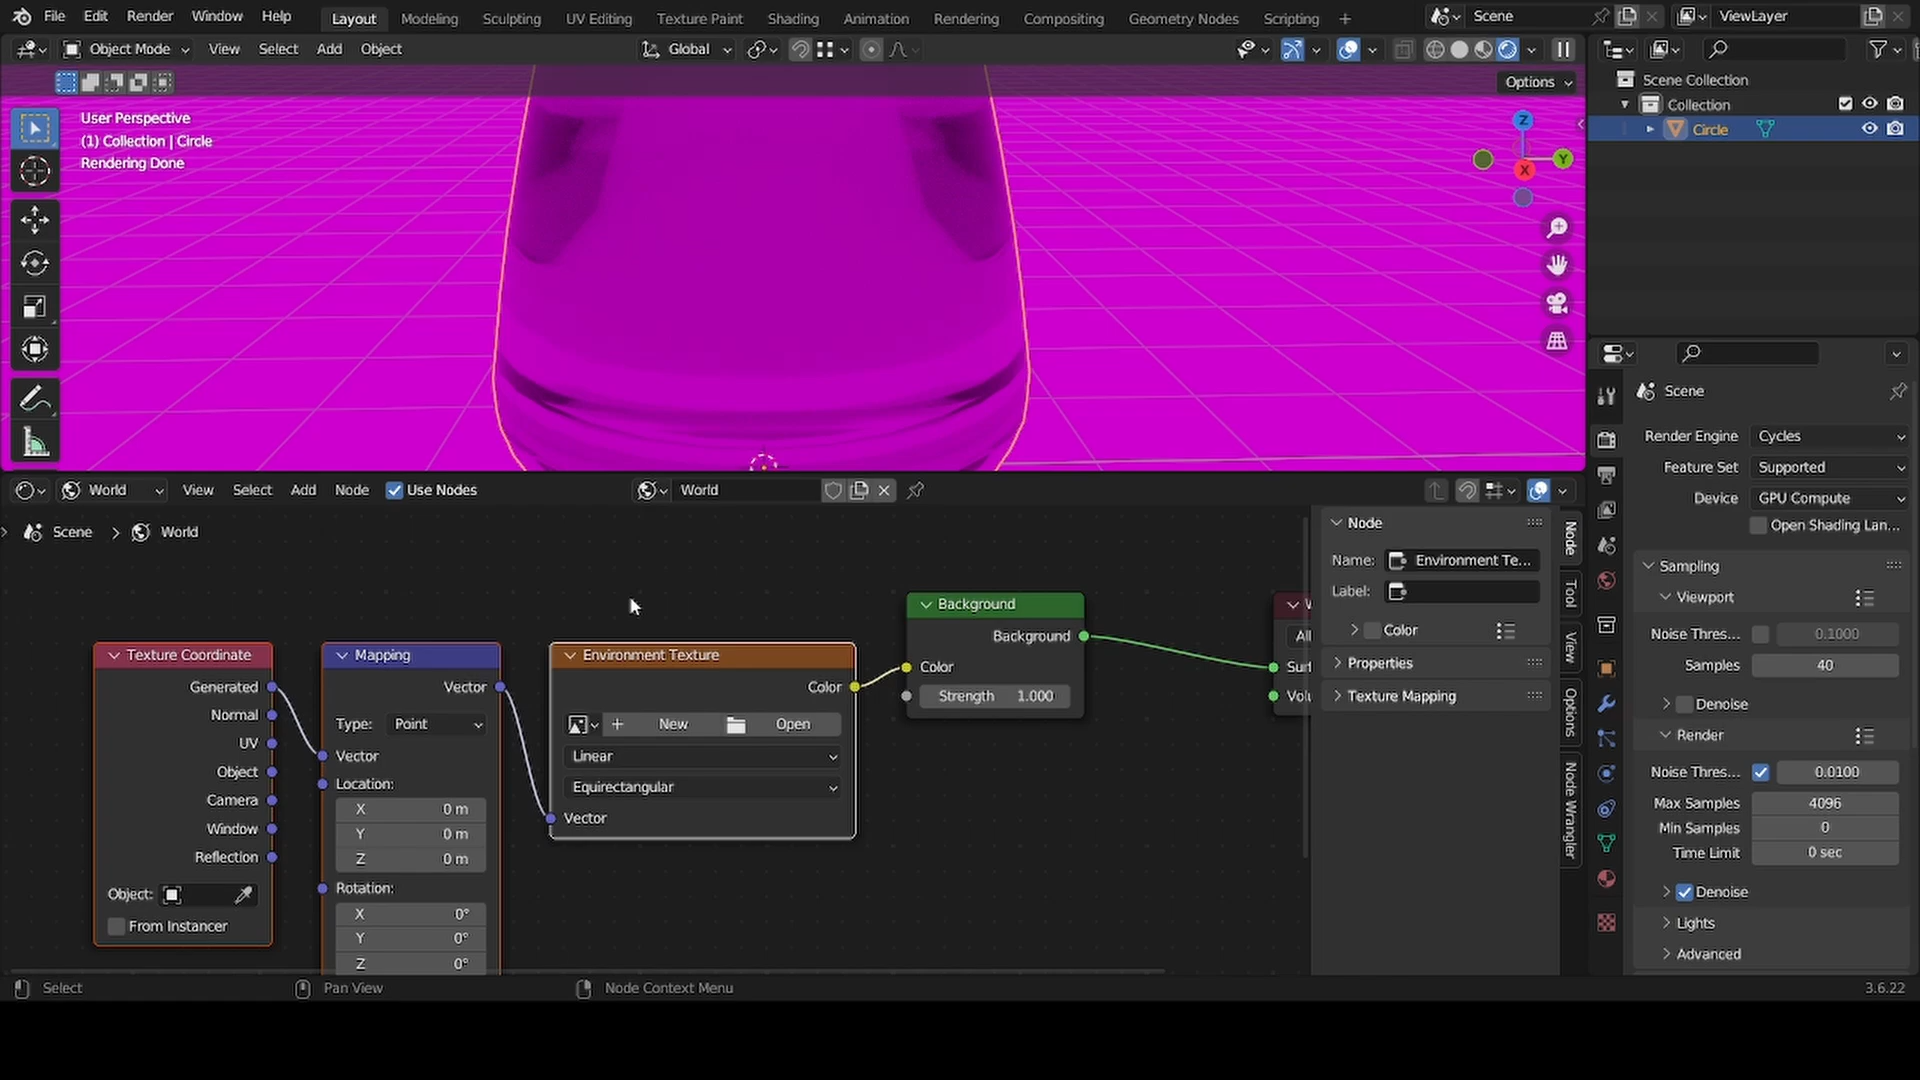 File Edit Render Window Help Layout Modeling Sculpting UV Editing Texture Paint Shading Animation Rendering Compositing Geometry Nodes Scripting + Scene ViewLayer
Object Mode View Select Add Object Global
Options
User Perspective
(1) Collection | Circle
Rendering Done
Z
Y
X
Scene Collection
Collection
Circle
World View Select Add Node Use Nodes World
Scene > World
Texture Coordinate
Generated
Normal
UV
Object
Camera
Window
Reflection
Object:
From Instancer
Mapping
Vector
Type: Point
Vector
Location:
X 0 m
Y 0 m
Z 0 m
Rotation:
X 0°
Y 0°
Z 0°
Environment Texture
Color
New Open
Linear
Equirectangular
Vector
Background
Background
Color
Strength 1.000
Node
Name: Environment Te...
Label:
Color
Properties
Texture Mapping
Node
Tool
View
Options
Node Wrangler
Scene
Render Engine Cycles
Feature Set Supported
Device GPU Compute
Open Shading Lan...
Sampling
Viewport
Noise Thres... 0.1000
Samples 40
Denoise
Render
Noise Thres... 0.0100
Max Samples 4096
Min Samples 0
Time Limit 0 sec
Denoise
Lights
Advanced
Select Pan View Node Context Menu 3.6.22